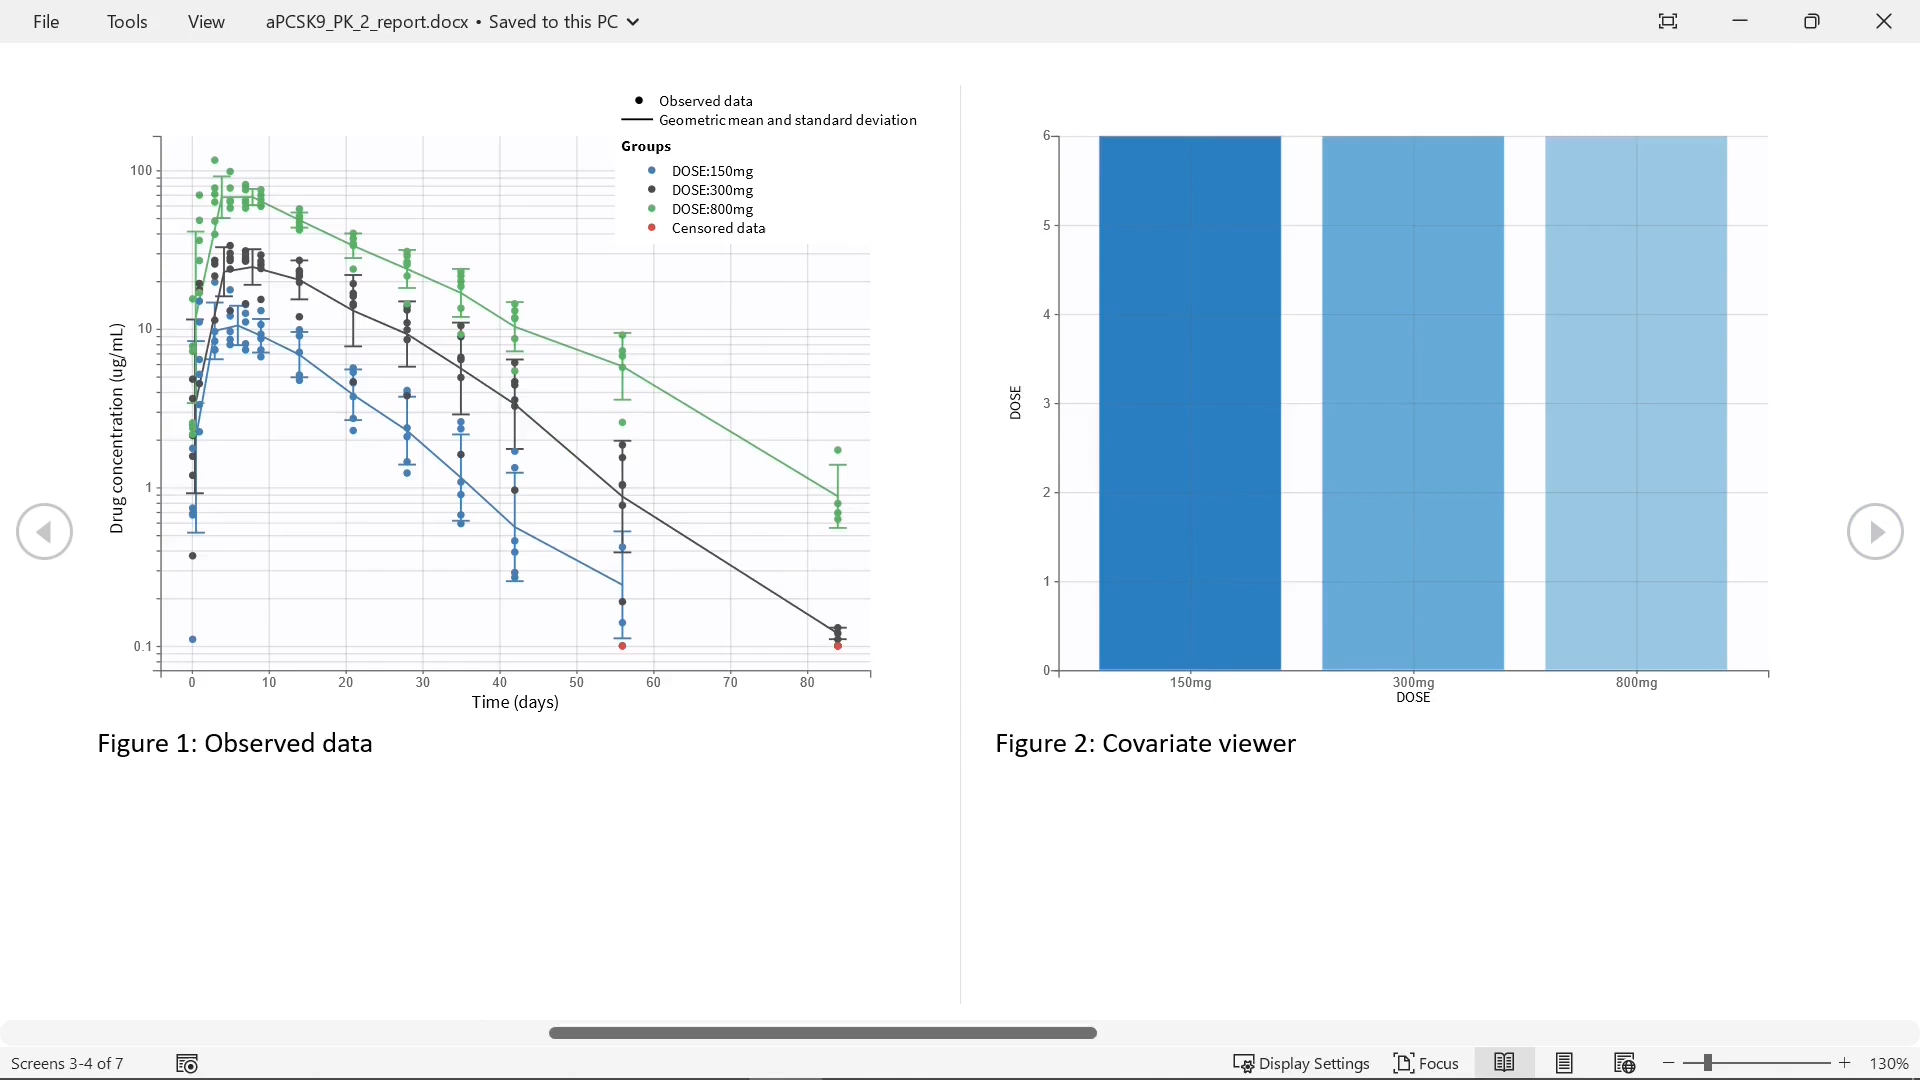 File Tools View aPCSK9_PK_2_report.docx • Saved to this PC
Observed data
Geometric mean and standard deviation
Groups
DOSE:150mg
DOSE:300mg
DOSE:800mg
Censored data
100
10
1
0.1
Drug concentration (ug/mL)
0 10 20 30 40 50 60 70 80
Time (days)
Figure 1: Observed data
6
5
4
3
2
1
0
DOSE
150mg 300mg 800mg
DOSE
Figure 2: Covariate viewer
Screens 3-4 of 7 Display Settings Focus 130%